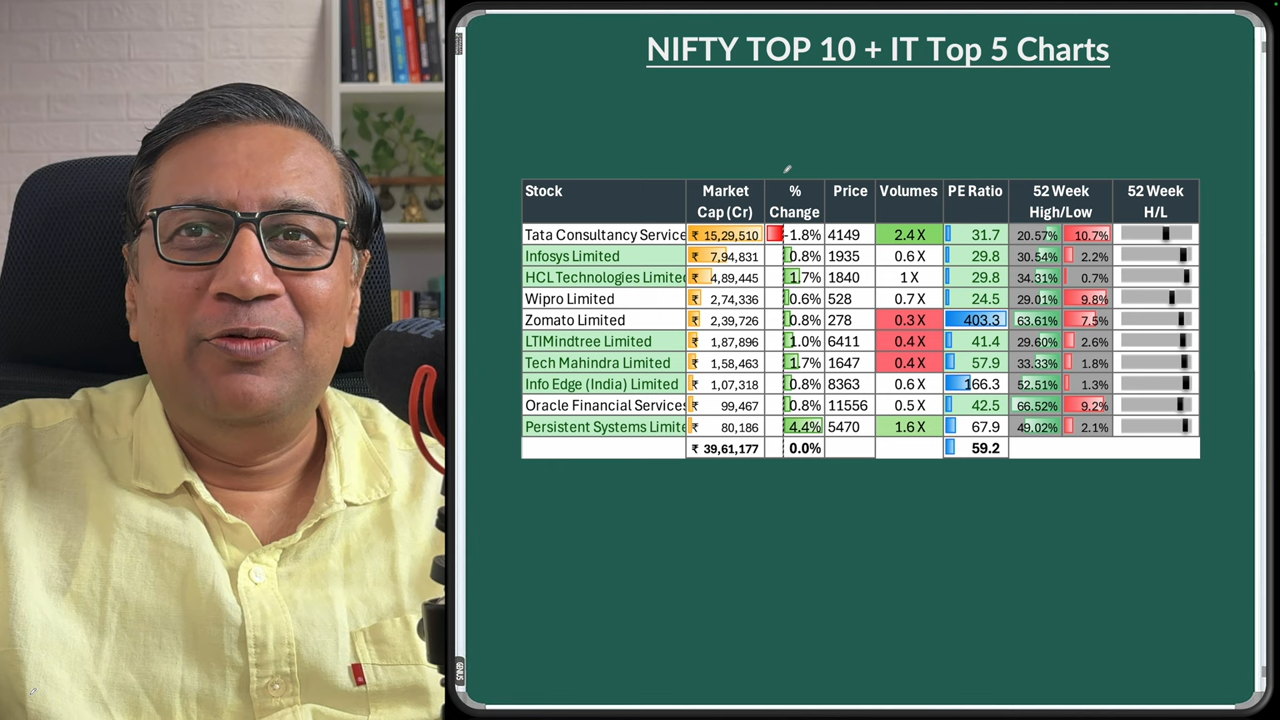 NIFTY TOP 10 + IT Top 5 Charts
Stock Market Cap (Cr) % Change Price Volumes PE Ratio 52 Week High/Low 52 Week H/L
Tata Consultancy Service ₹ 15,29,510 -1.8% 4149 2.4 X 31.7 20.57% 10.7%
Infosys Limited ₹ 7,94,831 0.8% 1935 0.6 X 29.8 30.54% 2.2%
HCL Technologies Limite ₹ 4,89,445 1.7% 1840 1 X 29.8 34.31% 0.7%
Wipro Limited ₹ 2,74,336 0.6% 528 0.7 X 24.5 29.01% 9.8%
Zomato Limited ₹ 2,39,726 0.8% 278 0.3 X 403.3 63.61% 7.5%
LTIMindtree Limited ₹ 1,87,896 1.0% 6411 0.4 X 41.4 29.60% 2.6%
Tech Mahindra Limited ₹ 1,58,463 1.7% 1647 0.4 X 57.9 33.33% 1.8%
Info Edge (India) Limited ₹ 1,07,318 0.8% 8363 0.6 X 166.3 52.51% 1.3%
Oracle Financial Services ₹ 99,467 0.8% 11556 0.5 X 42.5 66.52% 9.2%
Persistent Systems Limite ₹ 80,186 4.4% 5470 1.6 X 67.9 49.02% 2.1%
₹ 39,61,177 0.0% 59.2
GENIUS